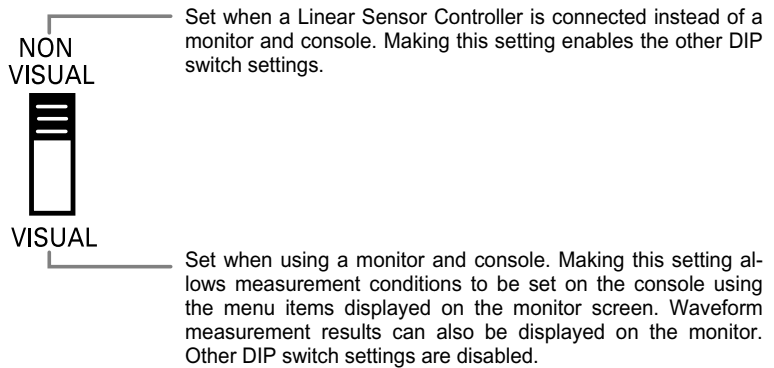 Set when a Linear Sensor Controller is connected instead of a
monitor and console. Making this setting enables the other DIP
switch settings.
NON
VISUAL
VISUAL
Set when using a monitor and console. Making this setting al-
lows measurement conditions to be set on the console using
the menu items displayed on the monitor screen. Waveform
measurement results can also be displayed on the monitor.
Other DIP switch settings are disabled.